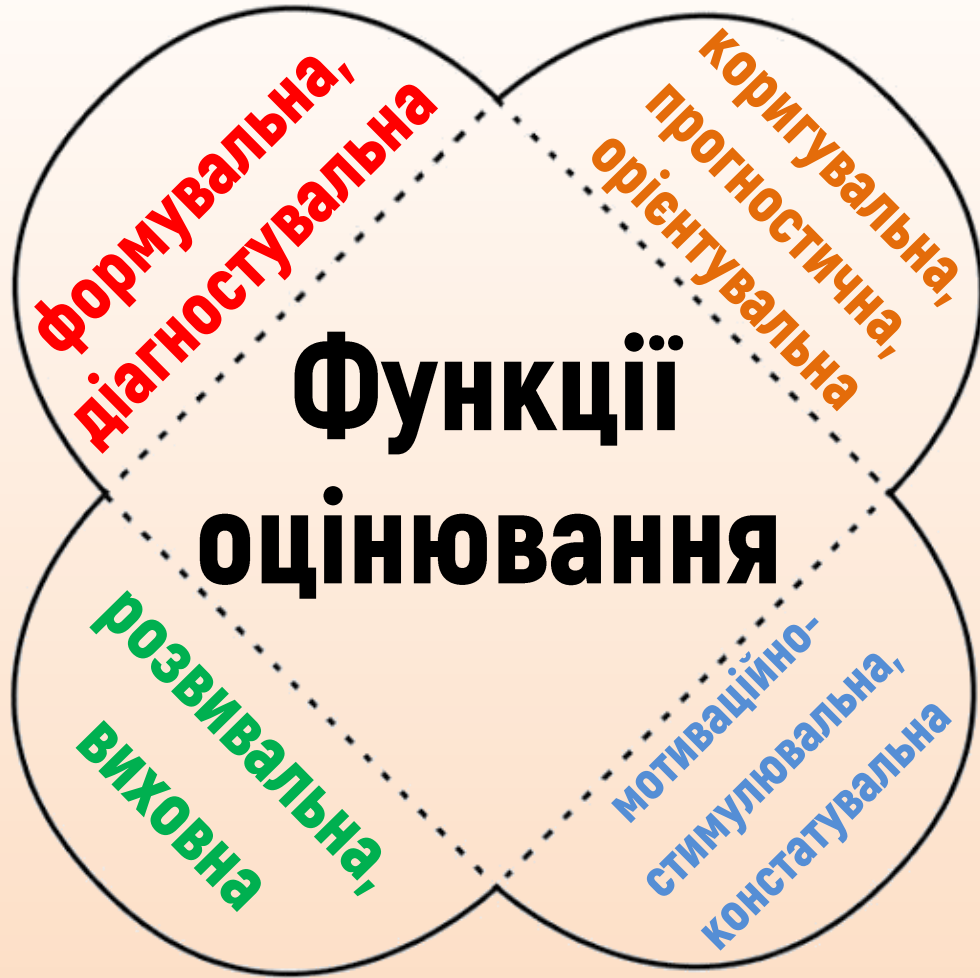 формувальна,
діагностувальна
коригувальна,
прогностична,
орієнтувальна
Функції
оцінювання
розвивальна,
виховна
мотиваційно-
стимулювальна,
констатувальна